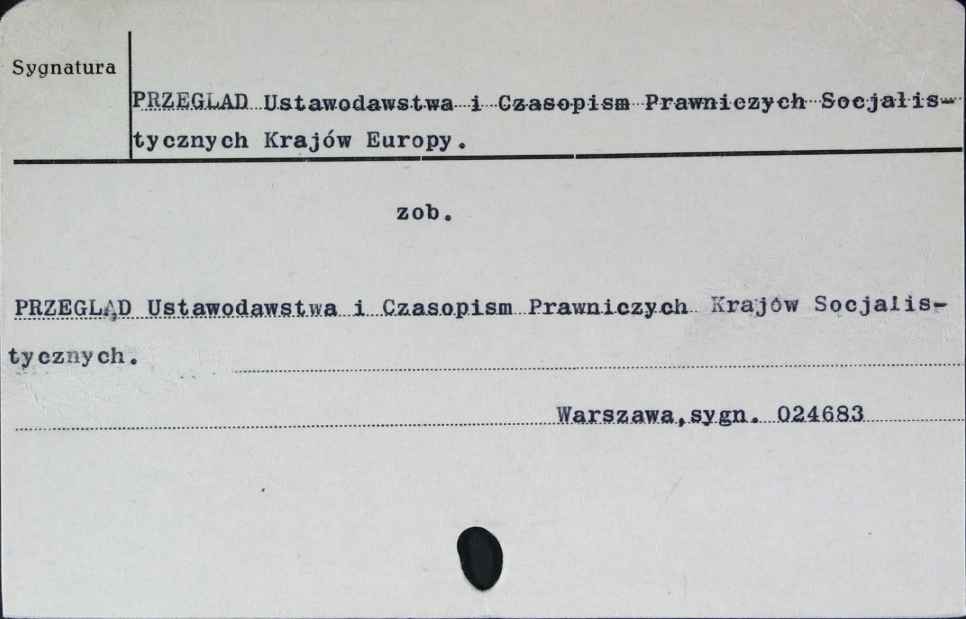 Sygnatura
PRZEGLAD Ustawodawstwa i Czasopism Prawniczych Socjalis-
tycznych Krajów Europy.
zob.
PRZEGLĄD Ustawodawstwa i Czasopism Prawniczych Krajów Socjalis-
tycznych.
Warszawa,sygn. 024683